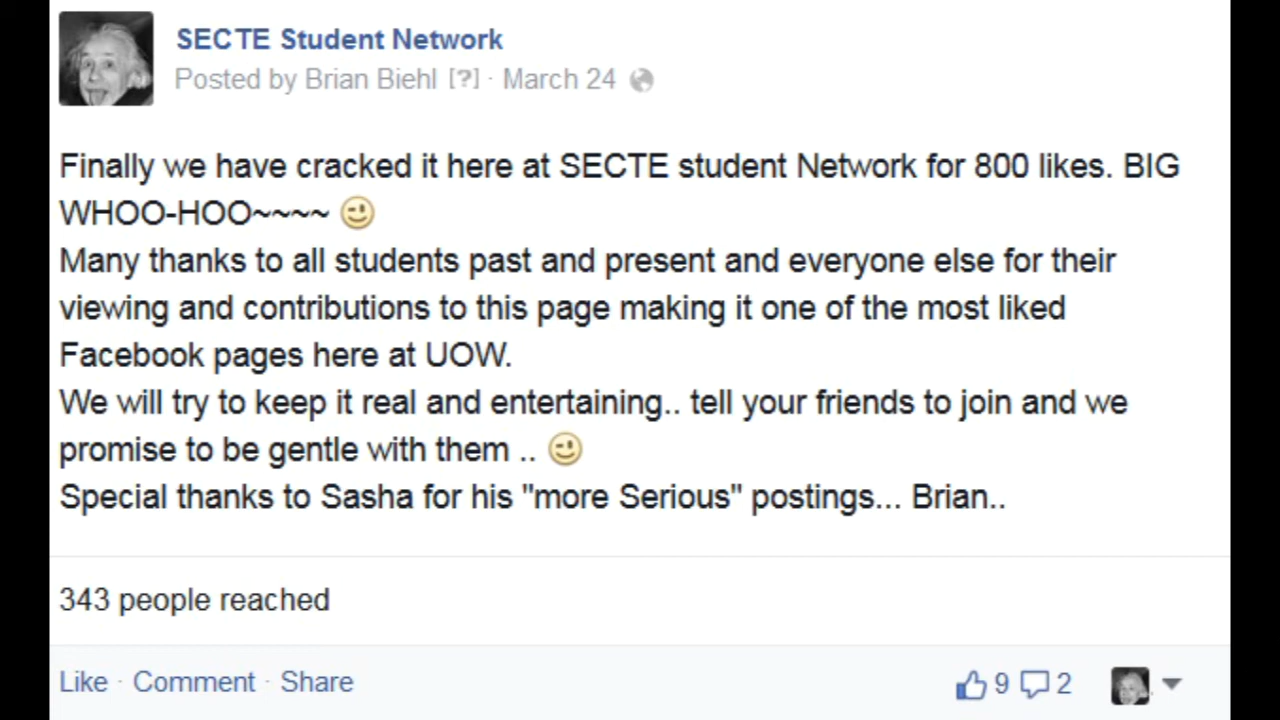 SECTE Student Network
Posted by Brian Biehl [?] · March 24
Finally we have cracked it here at SECTE student Network for 800 likes. BIG
WHOO-HOO~~~~ 😉
Many thanks to all students past and present and everyone else for their
viewing and contributions to this page making it one of the most liked
Facebook pages here at UOW.
We will try to keep it real and entertaining.. tell your friends to join and we
promise to be gentle with them .. 😉
Special thanks to Sasha for his "more Serious" postings... Brian..
343 people reached
Like · Comment · Share 9 2